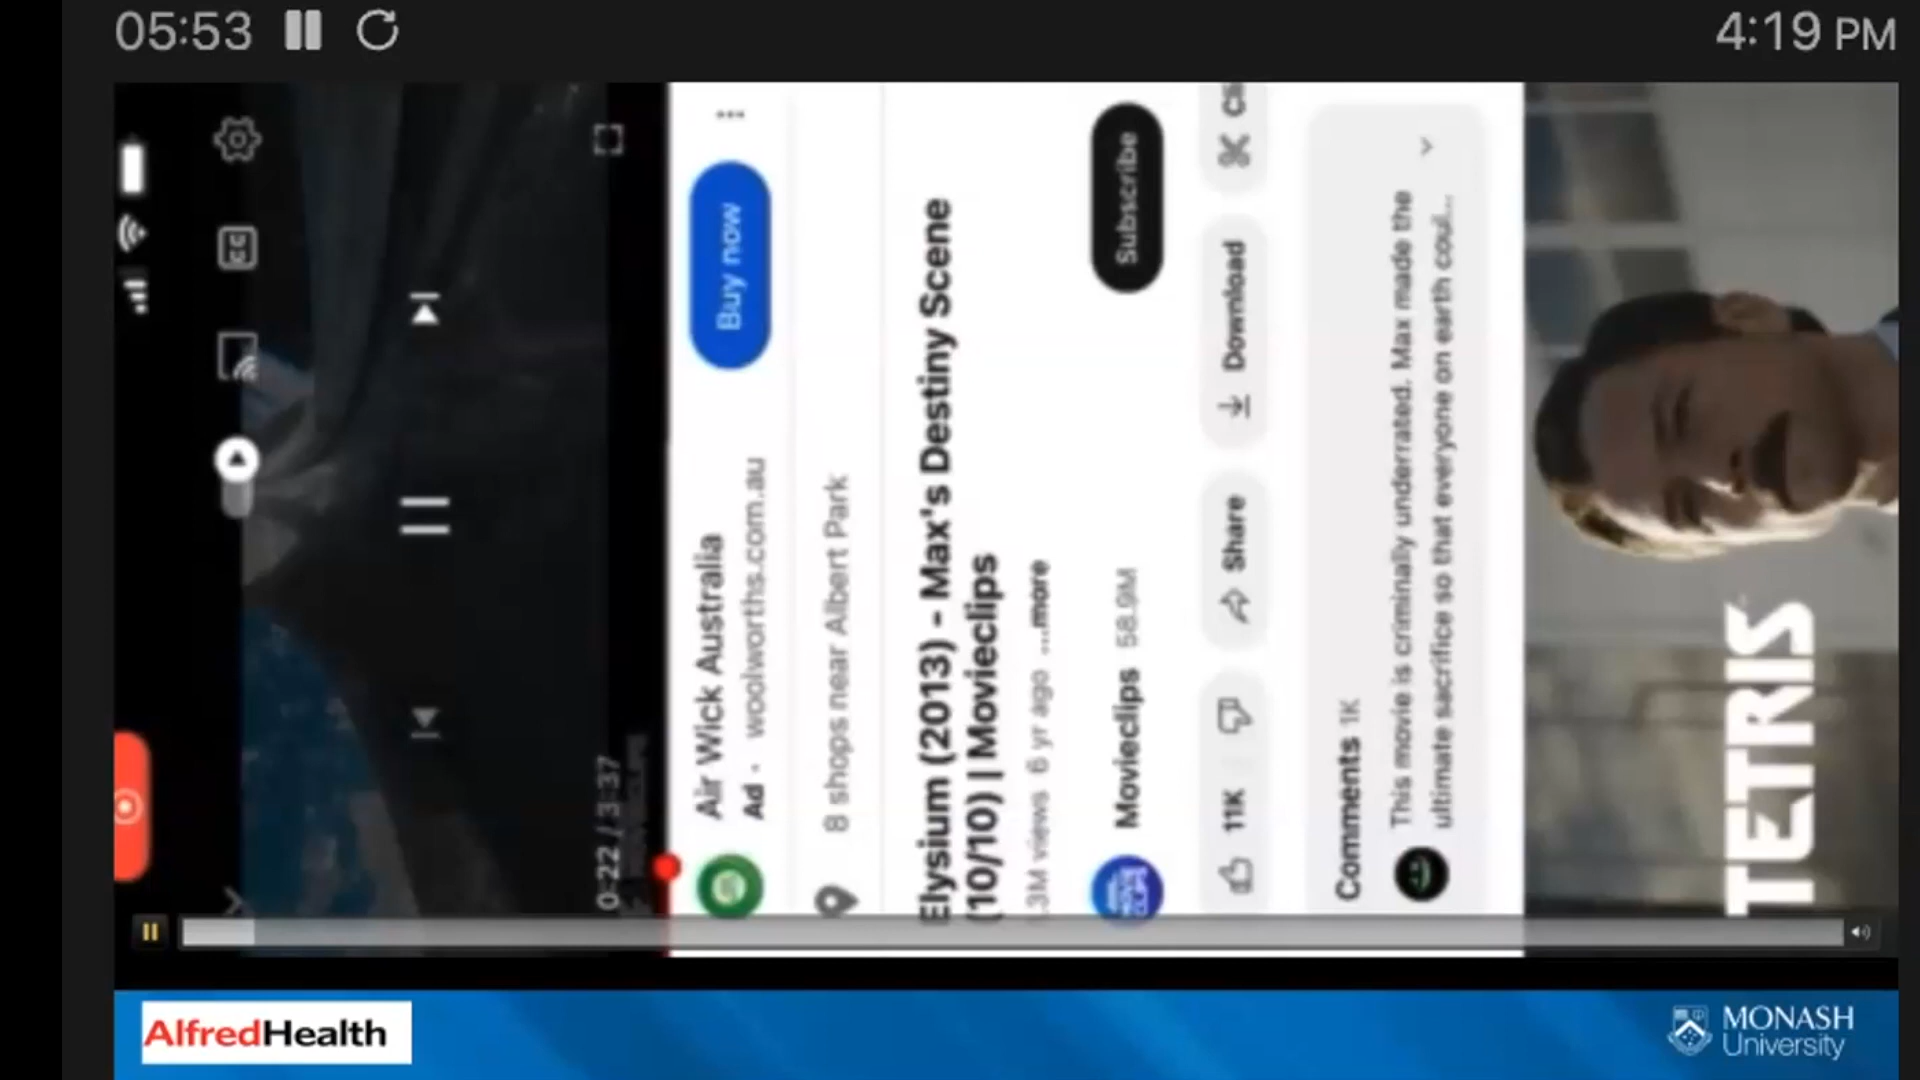 05:53
4:19 PM
CC
0:22 / 3:37
Air Wick Australia
Ad · woolworths.com.au
Buy now
8 shops near Albert Park
Elysium (2013) - Max's Destiny Scene
(10/10) | Movieclips
.3M views 6 yr ago ...more
Movieclips 58.9M
Subscribe
11K
Share
Download
Comments 1K
This movie is criminally underrated. Max made the
ultimate sacrifice so that everyone on earth coul...
TETRIS
AlfredHealth
MONASH
University